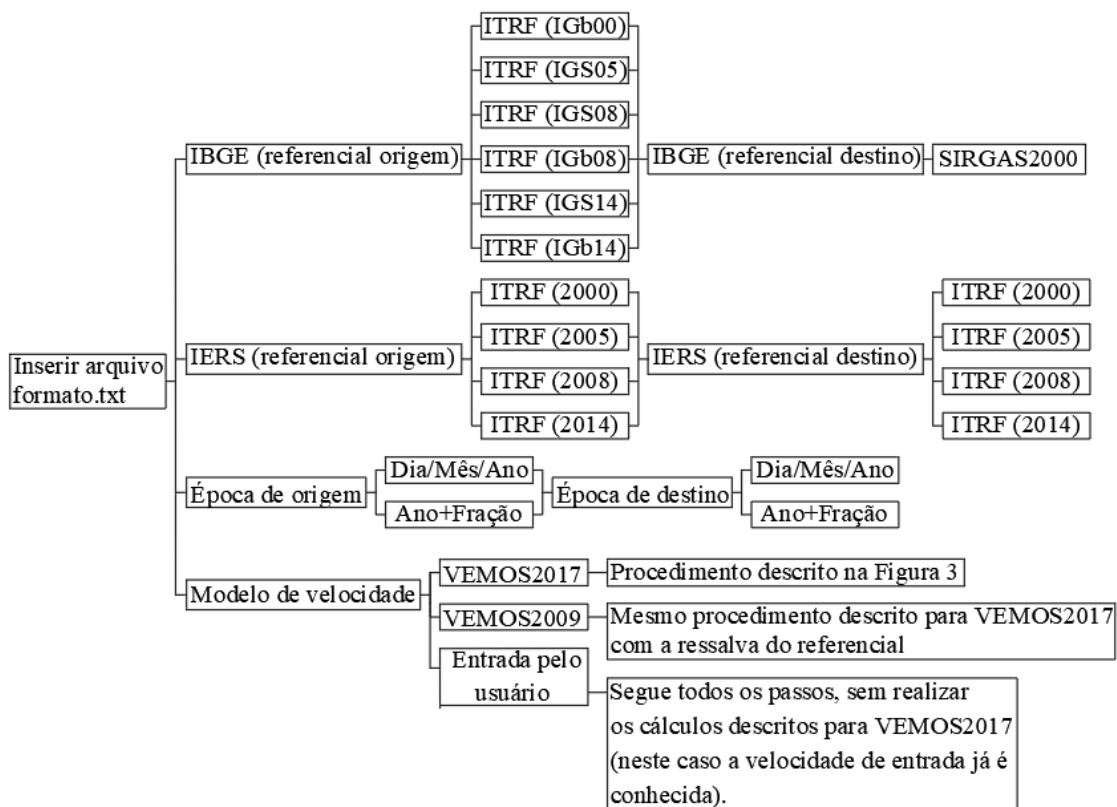 Inserir arquivo
formato.txt
IBGE (referencial origem)
ITRF (IGb00)
ITRF (IGS05)
ITRF (IGS08)
ITRF (IGb08)
ITRF (IGS14)
ITRF (IGb14)
IBGE (referencial destino)
SIRGAS2000
IERS (referencial origem)
ITRF (2000)
ITRF (2005)
ITRF (2008)
ITRF (2014)
IERS (referencial destino)
ITRF (2000)
ITRF (2005)
ITRF (2008)
ITRF (2014)
Época de origem
Dia/Mês/Ano
Ano+Fração
Época de destino
Dia/Mês/Ano
Ano+Fração
Modelo de velocidade
VEMOS2017
Procedimento descrito na Figura 3
VEMOS2009
Mesmo procedimento descrito para VEMOS2017
com a ressalva do referencial
Entrada pelo
usuário
Segue todos os passos, sem realizar
os cálculos descritos para VEMOS2017
(neste caso a velocidade de entrada já é
conhecida).